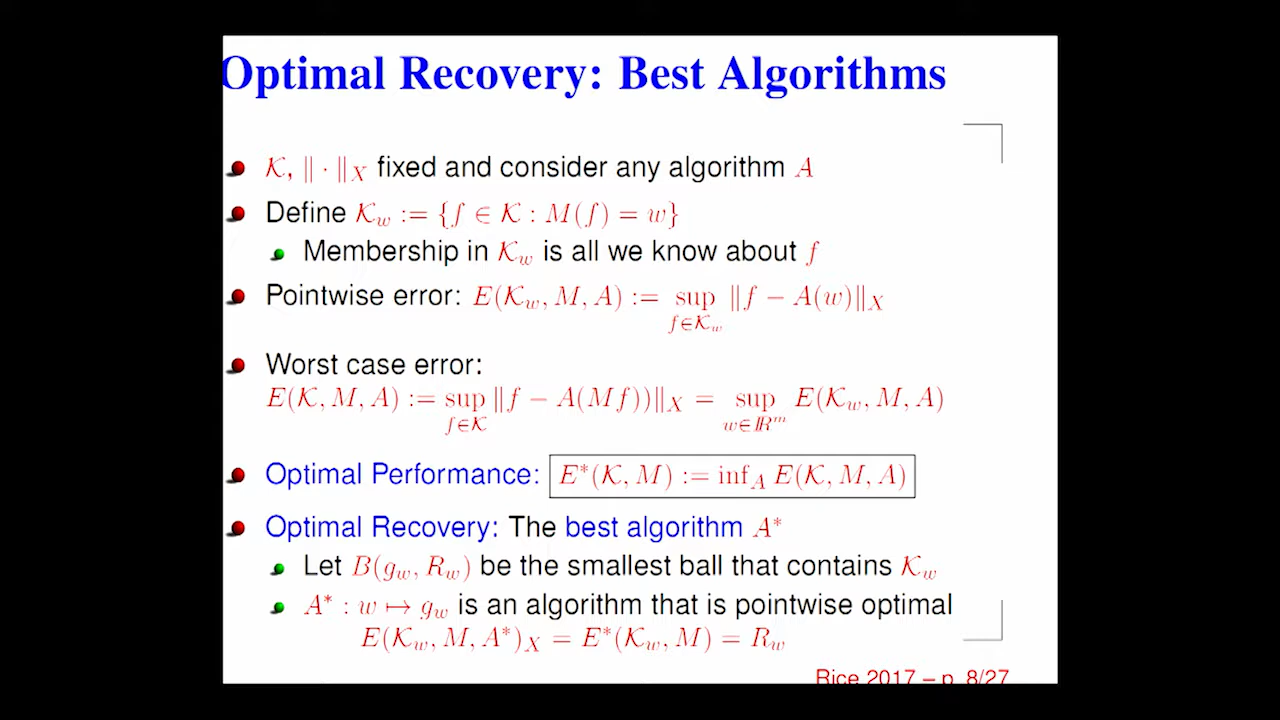 Optimal Recovery: Best Algorithms
𝒦, ‖ · ‖_X fixed and consider any algorithm A
Define 𝒦_w := {f ∈ 𝒦 : M(f) = w}
Membership in 𝒦_w is all we know about f
Pointwise error: E(𝒦_w, M, A) := sup_{f∈𝒦_w} ‖f − A(w)‖_X
Worst case error:
E(𝒦, M, A) := sup_{f∈𝒦} ‖f − A(Mf))‖_X = sup_{w∈ℝ^m} E(𝒦_w, M, A)
Optimal Performance: E*(𝒦, M) := inf_A E(𝒦, M, A)
Optimal Recovery: The best algorithm A*
Let B(g_w, R_w) be the smallest ball that contains 𝒦_w
A* : w ↦ g_w is an algorithm that is pointwise optimal
E(𝒦_w, M, A*)_X = E*(𝒦_w, M) = R_w
Rice 2017 – p. 8/27